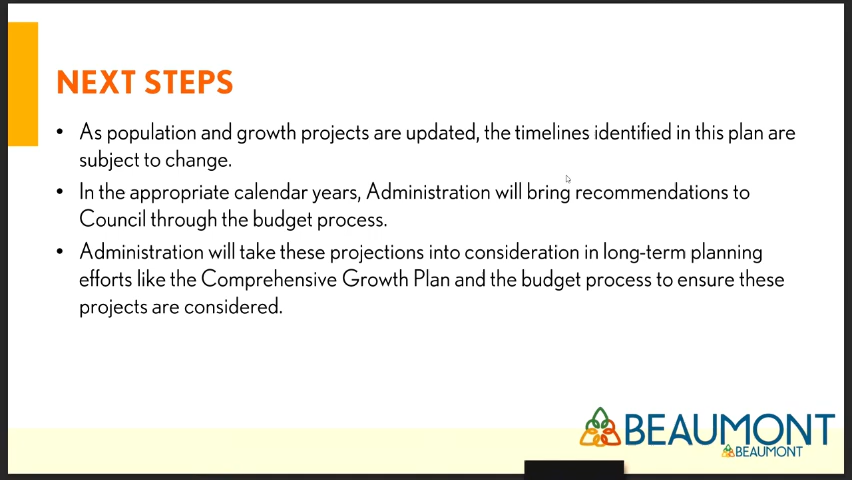 NEXT STEPS
• As population and growth projects are updated, the timelines identified in this plan are
subject to change.
• In the appropriate calendar years, Administration will bring recommendations to
Council through the budget process.
• Administration will take these projections into consideration in long-term planning
efforts like the Comprehensive Growth Plan and the budget process to ensure these
projects are considered.
BEAUMONT
BEAUMONT